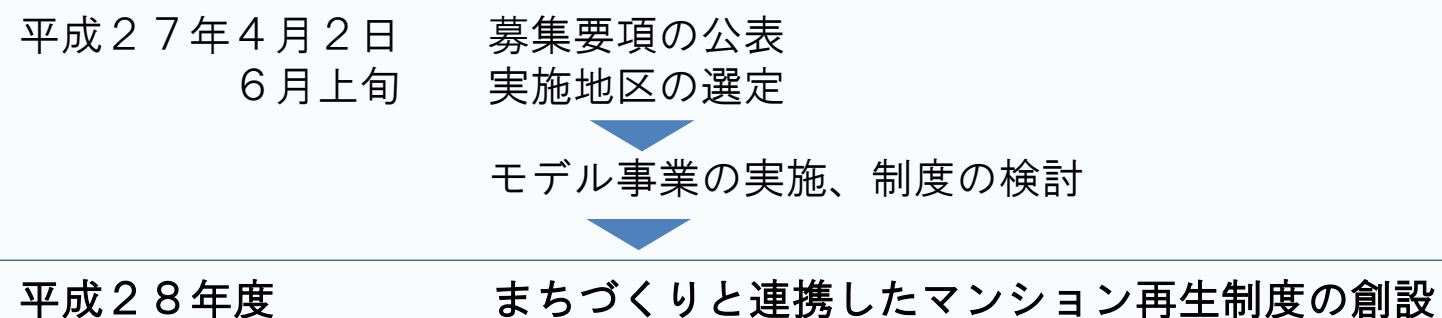 平成２７年４月２日　　募集要項の公表
６月上旬　　実施地区の選定
モデル事業の実施、制度の検討
平成２８年度　　まちづくりと連携したマンション再生制度の創設